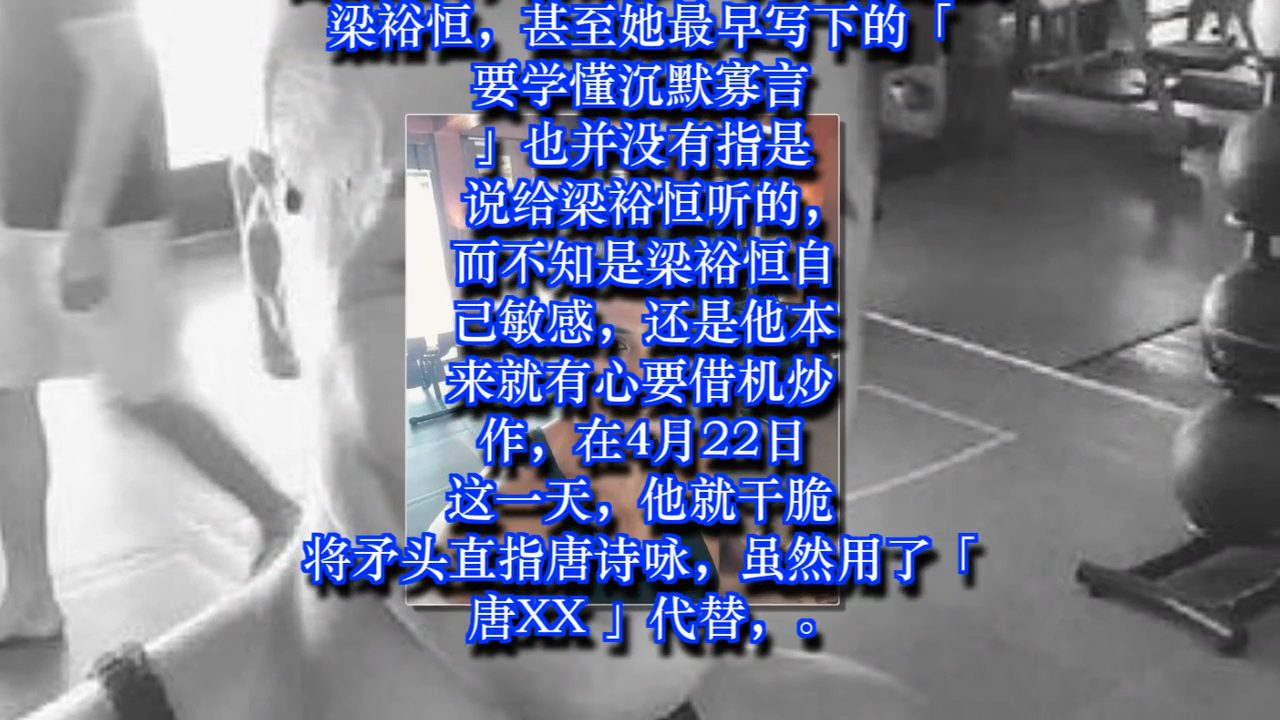 梁裕恒，甚至她最早写下的「
要学懂沉默寡言
」也并没有指是
说给梁裕恒听的，
而不知是梁裕恒自
己敏感，还是他本
来就有心要借机炒
作，在4月22日
这一天，他就干脆
将矛头直指唐诗咏，虽然用了「
唐XX」代替，。